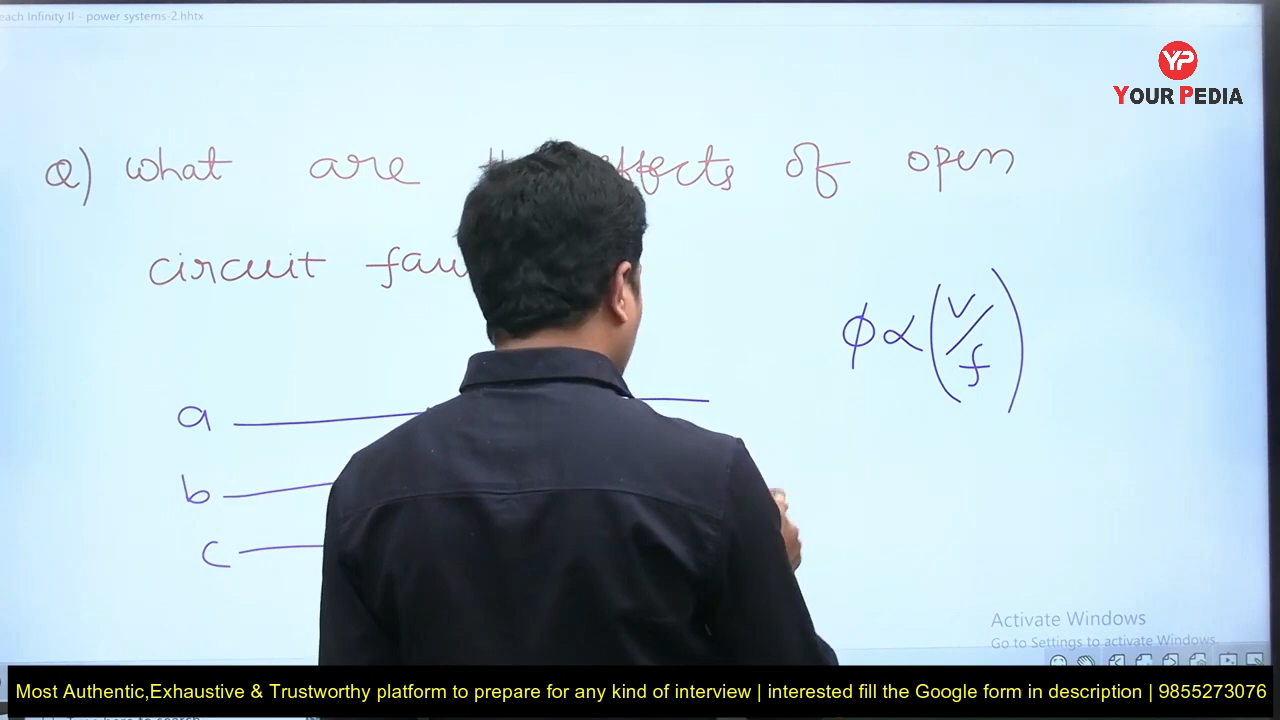 each Infinity II - power systems-2.hhtx
YP
YOUR PEDIA
Q) what are effects of open
circuit
φ ∝ (v/f)
a
b
c
Activate Windows
Go to Settings to activate Windows.
Most Authentic,Exhaustive & Trustworthy platform to prepare for any kind of interview | interested fill the Google form in description | 9855273076